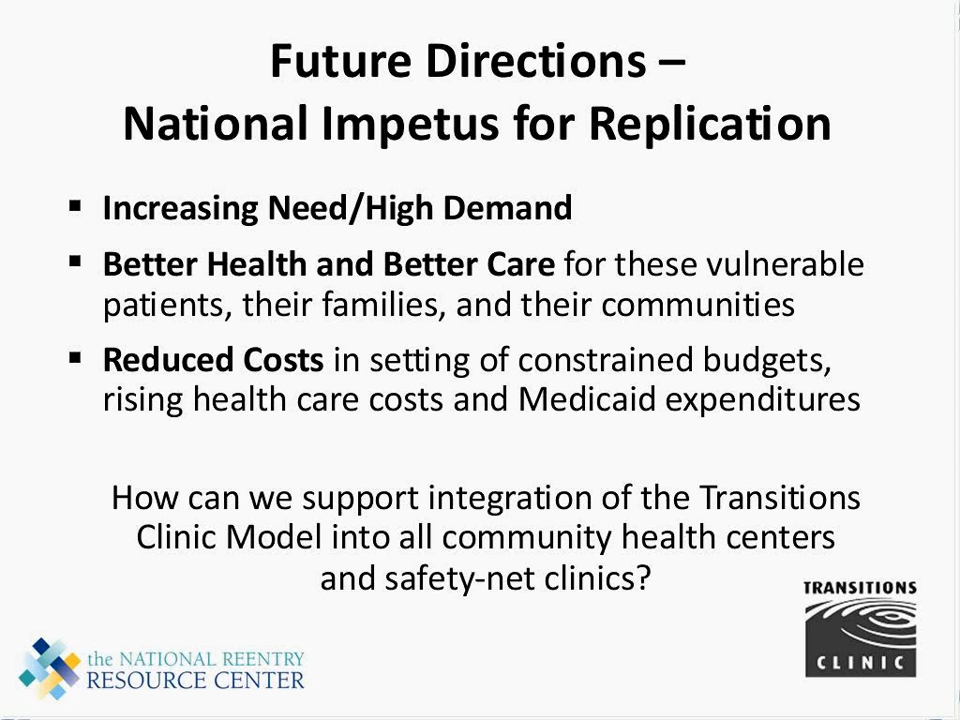 Future Directions –
National Impetus for Replication
▪ Increasing Need/High Demand
▪ Better Health and Better Care for these vulnerable
patients, their families, and their communities
▪ Reduced Costs in setting of constrained budgets,
rising health care costs and Medicaid expenditures
How can we support integration of the Transitions
Clinic Model into all community health centers
and safety-net clinics?
TRANSITIONS
CLINIC
the NATIONAL REENTRY
RESOURCE CENTER